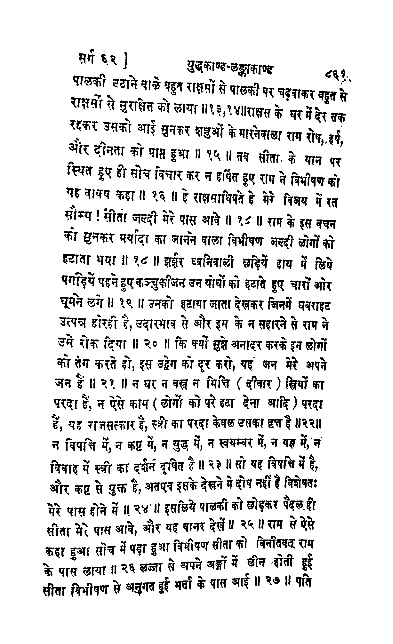 सर्ग ६२ ] युद्धकाण्ड-लङ्काकाण्ड ८६१
पालकी उठाने वाले बहुत राक्षसों से पालकी पर चढ़वाकर बहुत से
राक्षसों से सुरक्षित को लाया ॥१३,१४॥ राक्षस के घर में देर तक
रहकर उसको आई सुनकर शत्रुओं के मारनेवाला राम रोष, हर्ष,
और दीनता को प्राप्त हुआ ॥ १५ ॥ तब सीता के यान पर
स्थित हुए ही सोच विचार कर न हर्षित हुए राम ने विभीषण को
यह वाक्य कहा ॥ १६ ॥ हे राक्षसाधिपते हे मेरे विजय में रत
सौम्य ! सीता जल्दी मेरे पास आवे ॥ १८ ॥ राम के इस वचन
को सुनकर मर्यादा का जानने वाला विभीषण जल्दी लोगों को
हटाता भया ॥ १८ ॥ झर्झर ध्वनिवाली छड़ियें हाथ में लिये
पगड़ियें पहने हुए कञ्चुकीजन उन योधों को हटाते हुए चारों ओर
घूमने लगे ॥ १९ ॥ उनको हटाया जाता देखकर जिनमें घबराहट
उत्पन्न होरही है, उदारभाव से और इम के न सहारने से राम ने
उसे रोक दिया ॥ २० ॥ कि क्यों मुझे अनादर करके इन लोगों
को तंग करते हो, इस उद्वेग को दूर करो, यह जन मेरे अपने
जन हैं ॥ २१ ॥ न घर न वस्त्र न भित्ति ( दीवार ) स्त्रियों का
परदा हैं, न ऐसे काम ( लोगों को परे हटा देना आदि ) परदा
हैं, यह राजसत्कार हैं, स्त्री का परदा केवल उसका वृत्त है ॥२२॥
न विपत्ति में, न कष्ट में, न युद्ध में, न स्वयम्वर में, न यज्ञ में, न
विवाह में स्त्री का दर्शन दूषित है ॥ २३ ॥ सो यह विपत्ति में है,
और कष्ट से युक्त है, अतएव इसके देखने में दोष नहीं है विशेषतः
मेरे पास होने में ॥ २४ ॥ इसलिये पालकी को छोड़कर पैदल ही
सीता मेरे पास आवे, और यह वानर देखें ॥ २५ ॥ राम से ऐसे
कहा हुआ सोच में पड़ा हुआ विभीषण सीता को विनीतवत् राम
के पास लाया ॥ २६ लज्जा से अपने अङ्गों में लीन होती हुई
सीता विभीषण से अनुगत हुई भर्त्ता के पास आई ॥ २७ ॥ पति